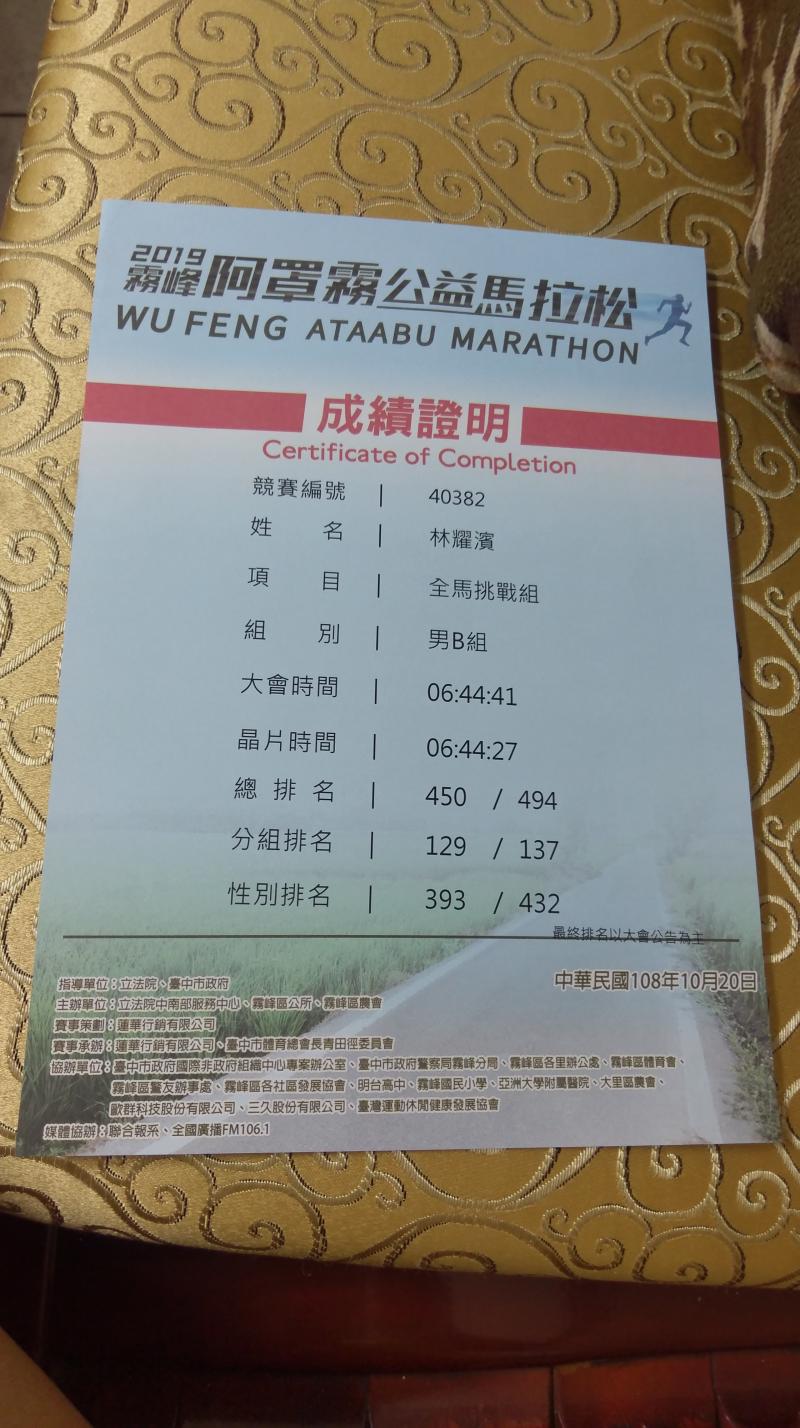 2019
霧峰 阿罩霧公益馬拉松
WU FENG ATAABU MARATHON
成績證明
Certificate of Completion
競賽編號 | 40382
姓名 | 林耀濱
項目 | 全馬挑戰組
組別 | 男B組
大會時間 | 06:44:41
晶片時間 | 06:44:27
總排名 | 450 / 494
分組排名 | 129 / 137
性別排名 | 393 / 432
最終排名以大會公告為主
中華民國108年10月20日
指導單位：立法院、臺中市政府
主辦單位：立法院中南部服務中心、霧峰區公所、霧峰區農會
賽事策劃：蓮華行銷有限公司
賽事承辦：蓮華行銷有限公司、臺中市體育總會長青田徑委員會
協辦單位：臺中市政府國際非政府組織中心專案辦公室、臺中市政府警察局霧峰分局、霧峰區各里辦公處、霧峰區體育會、
霧峰區警友辦事處、霧峰區各社區發展協會、明台高中、霧峰國民小學、亞洲大學附屬醫院、大里區農會、
歐群科技股份有限公司、三久股份有限公司、臺灣運動休閒健康發展協會
媒體協辦：聯合報系、全國廣播FM106.1